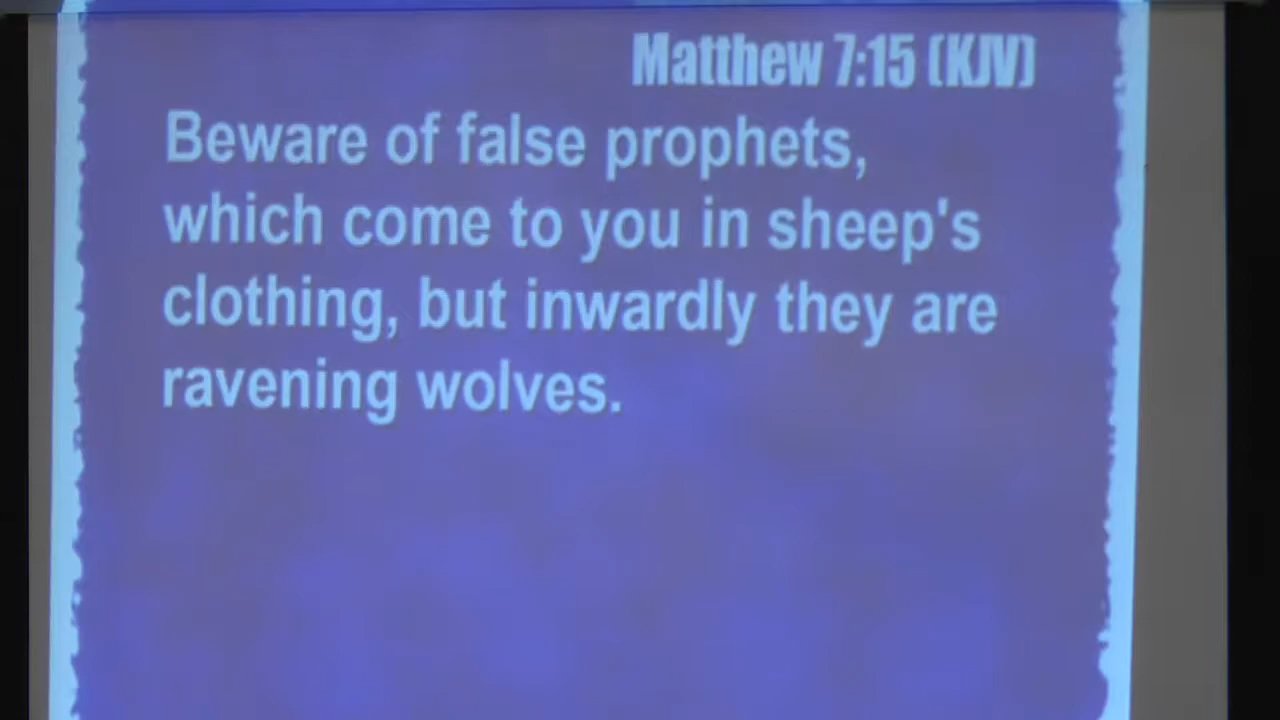 Matthew 7:15 (KJV)
Beware of false prophets,
which come to you in sheep's
clothing, but inwardly they are
ravening wolves.